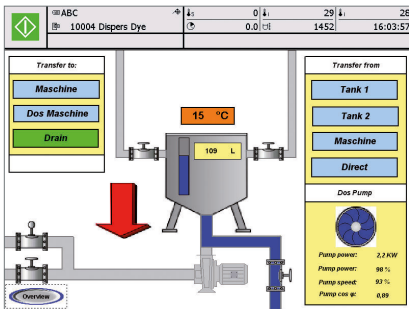 ABC
10004 Dispers Dye
0 29 28
0.0 1452 16:03:57
Transfer to:
Maschine
Dos Maschine
Drain
15 °C
109 L
Transfer from
Tank 1
Tank 2
Maschine
Direct
Dos Pump
Pump power: 2,2 KW
Pump power: 98 %
Pump speed: 93 %
Pump cos φ: 0,89
Overview